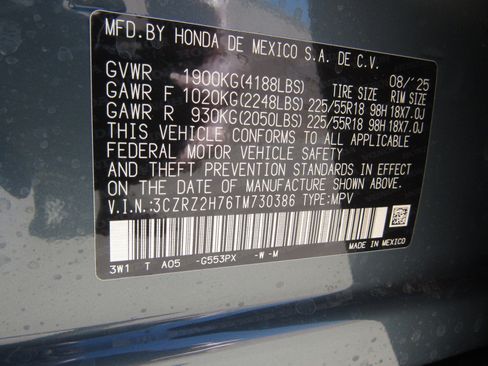 MFD.BY HONDA DE MEXICO S.A. DE C.V.
08/'25
GVWR 1900KG(4188LBS) TIRE SIZE RIM SIZE
GAWR F 1020KG(2248LBS) 225/55R18 98H 18X7.0J
GAWR R 930KG(2050LBS) 225/55R18 98H 18X7.0J
THIS VEHICLE CONFORMS TO ALL APPLICABLE
FEDERAL MOTOR VEHICLE SAFETY
AND THEFT PREVENTION STANDARDS IN EFFECT
ON THE DATE OF MANUFACTURE SHOWN ABOVE.
V.I.N.:3CZRZ2H76TM730386 TYPE:MPV
3W1 T A05 -G553PX -W -M